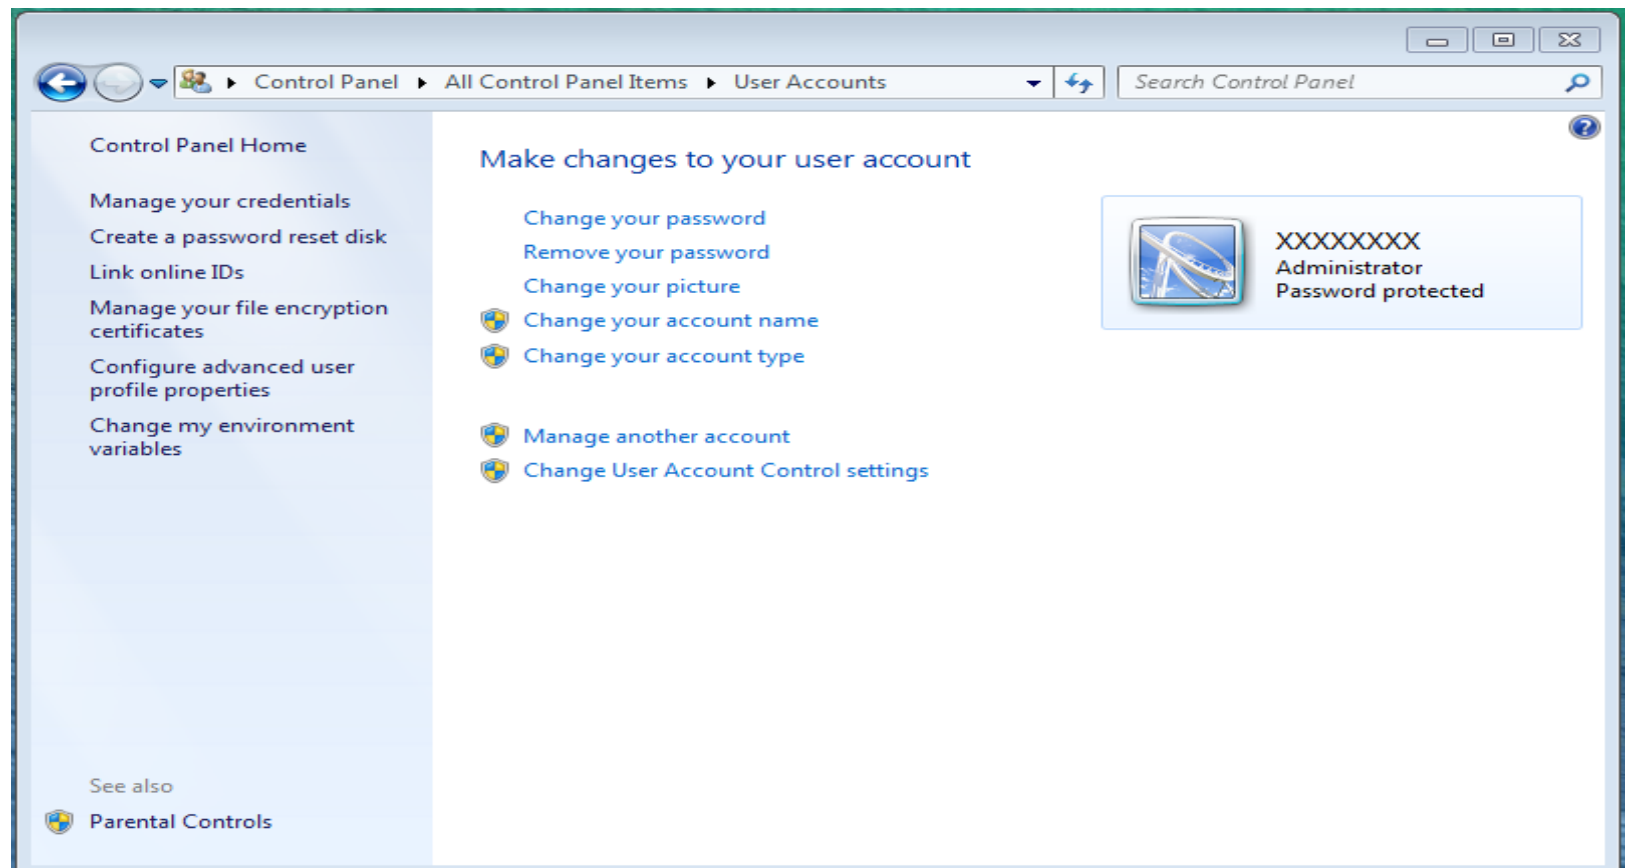 Control Panel All Control Panel Items User Accounts
Search Control Panel
Control Panel Home
Manage your credentials
Create a password reset disk
Link online IDs
Manage your file encryption
certificates
Configure advanced user
profile properties
Change my environment
variables
See also
Parental Controls
Make changes to your user account
Change your password
Remove your password
Change your picture
Change your account name
Change your account type
Manage another account
Change User Account Control settings
XXXXXXXX
Administrator
Password protected